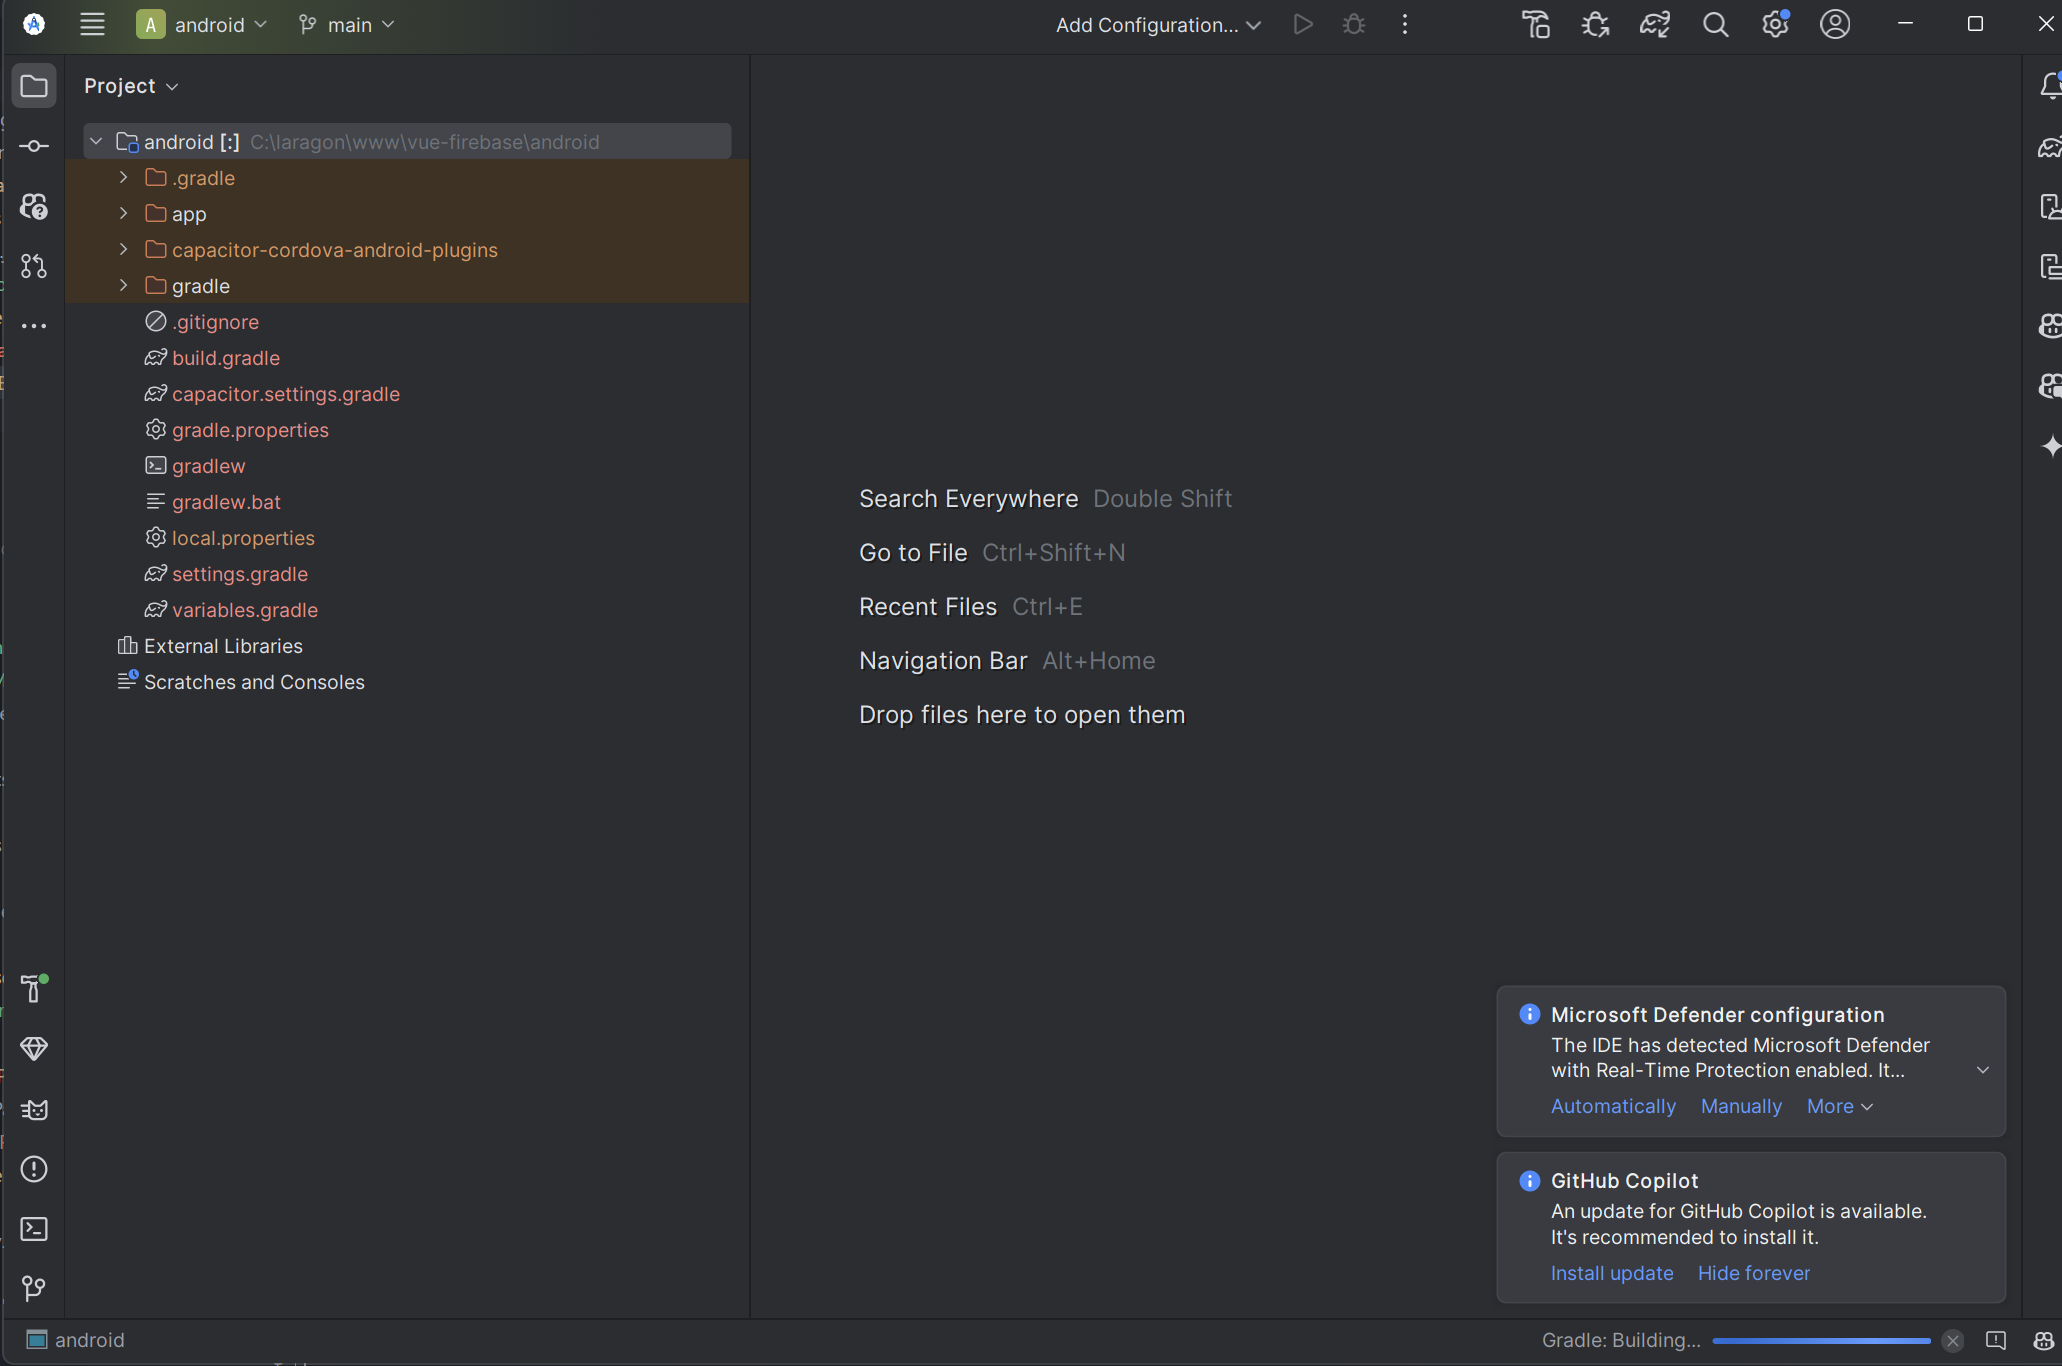 A android main Add Configuration...
Project
android [:] C:\laragon\www\vue-firebase\android
.gradle
app
capacitor-cordova-android-plugins
gradle
.gitignore
build.gradle
capacitor.settings.gradle
gradle.properties
gradlew
gradlew.bat
local.properties
settings.gradle
variables.gradle
External Libraries
Scratches and Consoles
Search Everywhere Double Shift
Go to File Ctrl+Shift+N
Recent Files Ctrl+E
Navigation Bar Alt+Home
Drop files here to open them
Microsoft Defender configuration
The IDE has detected Microsoft Defender
with Real-Time Protection enabled. It...
Automatically Manually More
GitHub Copilot
An update for GitHub Copilot is available.
It's recommended to install it.
Install update Hide forever
android Gradle: Building...